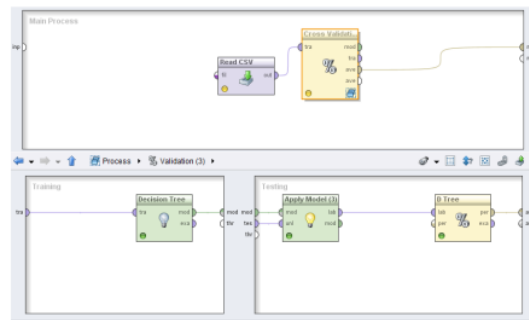 Main Process
Cross Validati...
inp
tra
mod
tra
ave
ave
Read CSV
fil
out
Process
Validation (3)
Training
Testing
Decision Tree
tra
tra
mod
exa
mod
thr
mod
tes
thr
Apply Model (3)
mod
unl
lab
mod
D Tree
lab
per
per
exa